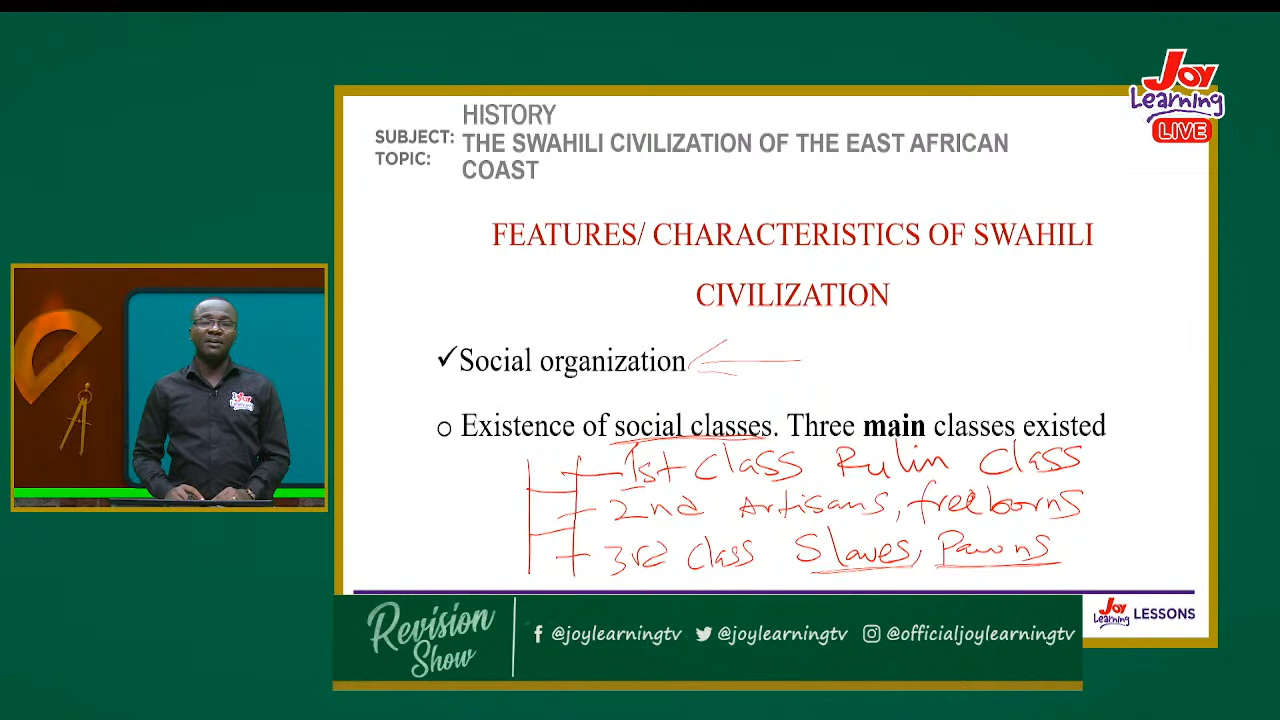 Joy
Learning
LIVE
HISTORY
SUBJECT:
TOPIC:
THE SWAHILI CIVILIZATION OF THE EAST AFRICAN
COAST
FEATURES/ CHARACTERISTICS OF SWAHILI
CIVILIZATION
✓Social organization
o Existence of social classes. Three main classes existed
1st Class Rulin Class
2nd Artisans, freeborns
3rd Class Slaves, Pawns
Joy
Learning
Joy Learning LESSONS
Revision
Show
@joylearningtv @joylearningtv @officialjoylearningtv